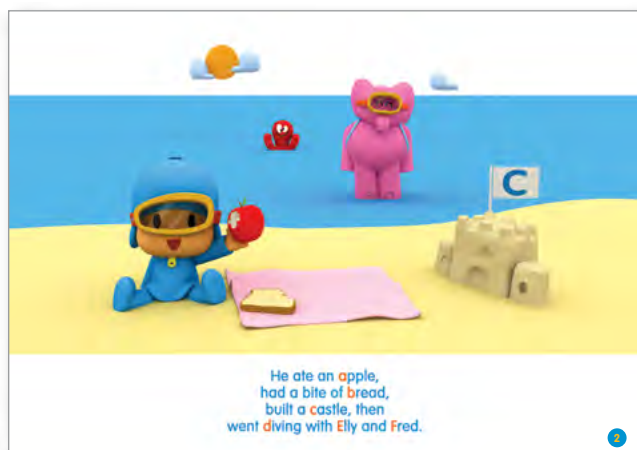 C
He ate an apple,
had a bite of bread,
built a castle, then
went diving with Elly and Fred.
2